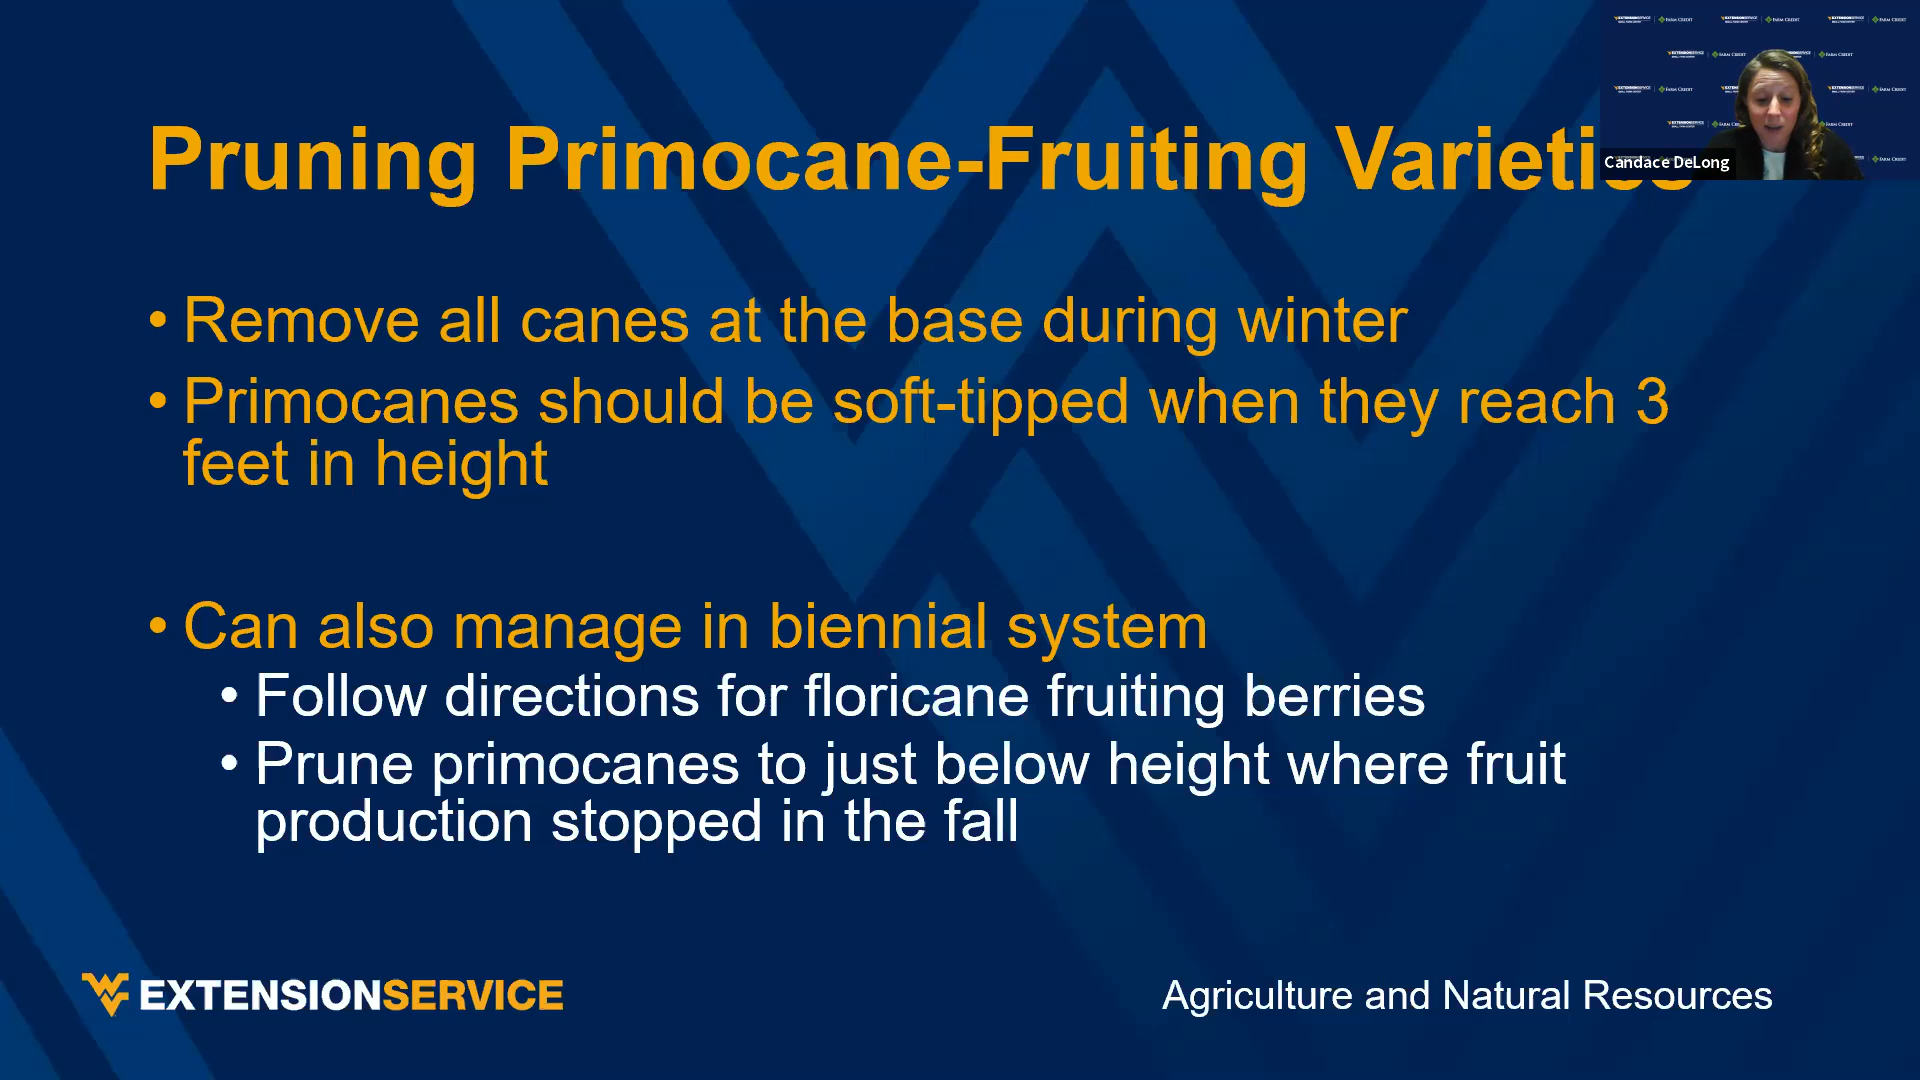 Pruning Primocane-Fruiting Varieties
Candace DeLong
• Remove all canes at the base during winter
• Primocanes should be soft-tipped when they reach 3
feet in height
• Can also manage in biennial system
• Follow directions for floricane fruiting berries
• Prune primocanes to just below height where fruit
production stopped in the fall
EXTENSIONSERVICE
Agriculture and Natural Resources